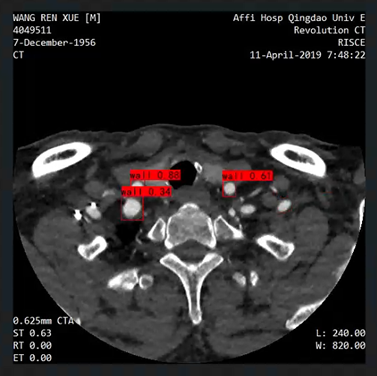 WANG REN XUE [M]
4049511
7-December-1956
CT
Affi Hosp Qingdao Univ E
Revolution CT
RISCE
11-April-2019 7:48:22
wall 0.88
wall 0.61
wall 0.34
0.625mm CTA
ST 0.63
RT 0.00
ET 0.00
L: 240.00
W: 820.00